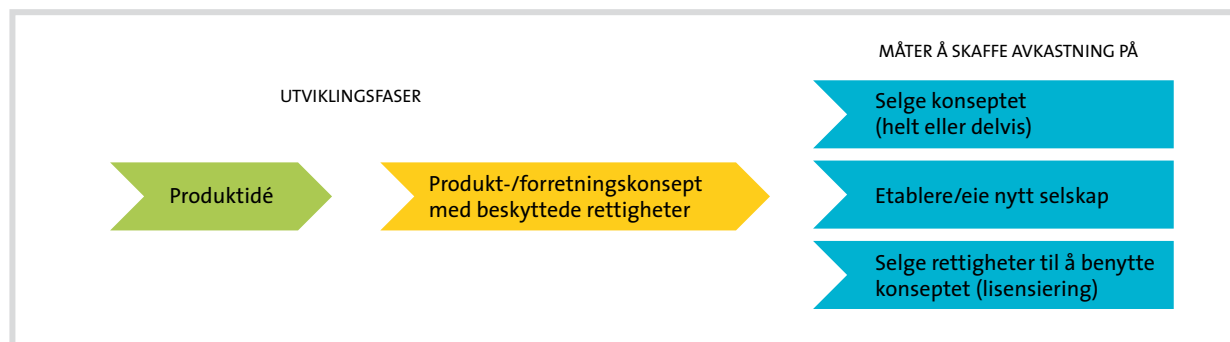 UTVIKLINGSFASER
Produktidé
Produkt-/forretningskonsept
med beskyttede rettigheter
MÅTER Å SKAFFE AVKASTNING PÅ
Selge konseptet
(helt eller delvis)
Etablere/eie nytt selskap
Selge rettigheter til å benytte
konseptet (lisensiering)